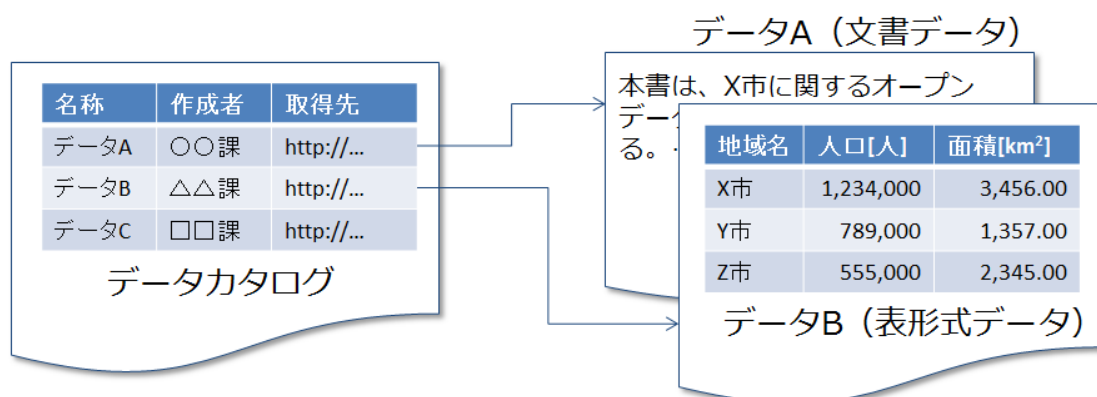 データA（文書データ）
名称 作成者 取得先
データA ○○課 http://...
データB △△課 http://...
データC □□課 http://...
データカタログ
本書は、X市に関するオープン
データ
る。
地域名 人口[人] 面積[km²]
X市 1,234,000 3,456.00
Y市 789,000 1,357.00
Z市 555,000 2,345.00
データB（表形式データ）